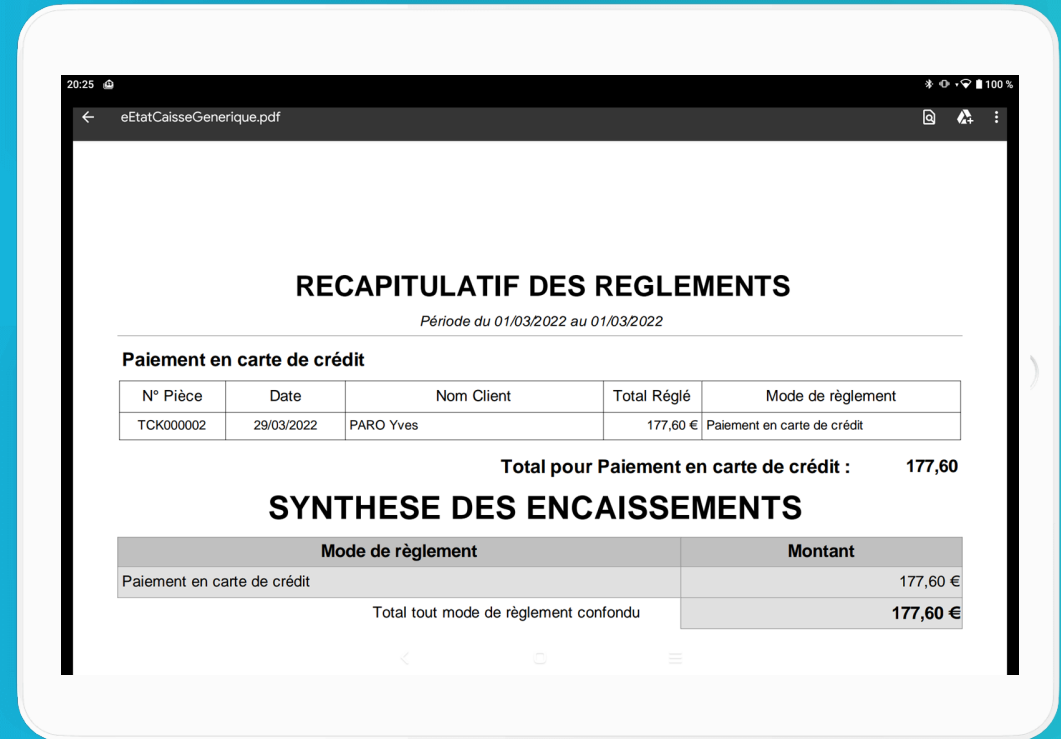 20:25 100 %
eEtatCaisseGenerique.pdf
RECAPITULATIF DES REGLEMENTS
Période du 01/03/2022 au 01/03/2022
Paiement en carte de crédit
N° Pièce Date Nom Client Total Réglé Mode de règlement
TCK000002 29/03/2022 PARO Yves 177,60 € Paiement en carte de crédit
Total pour Paiement en carte de crédit : 177,60
SYNTHESE DES ENCAISSEMENTS
Mode de règlement Montant
Paiement en carte de crédit 177,60 €
Total tout mode de règlement confondu 177,60 €